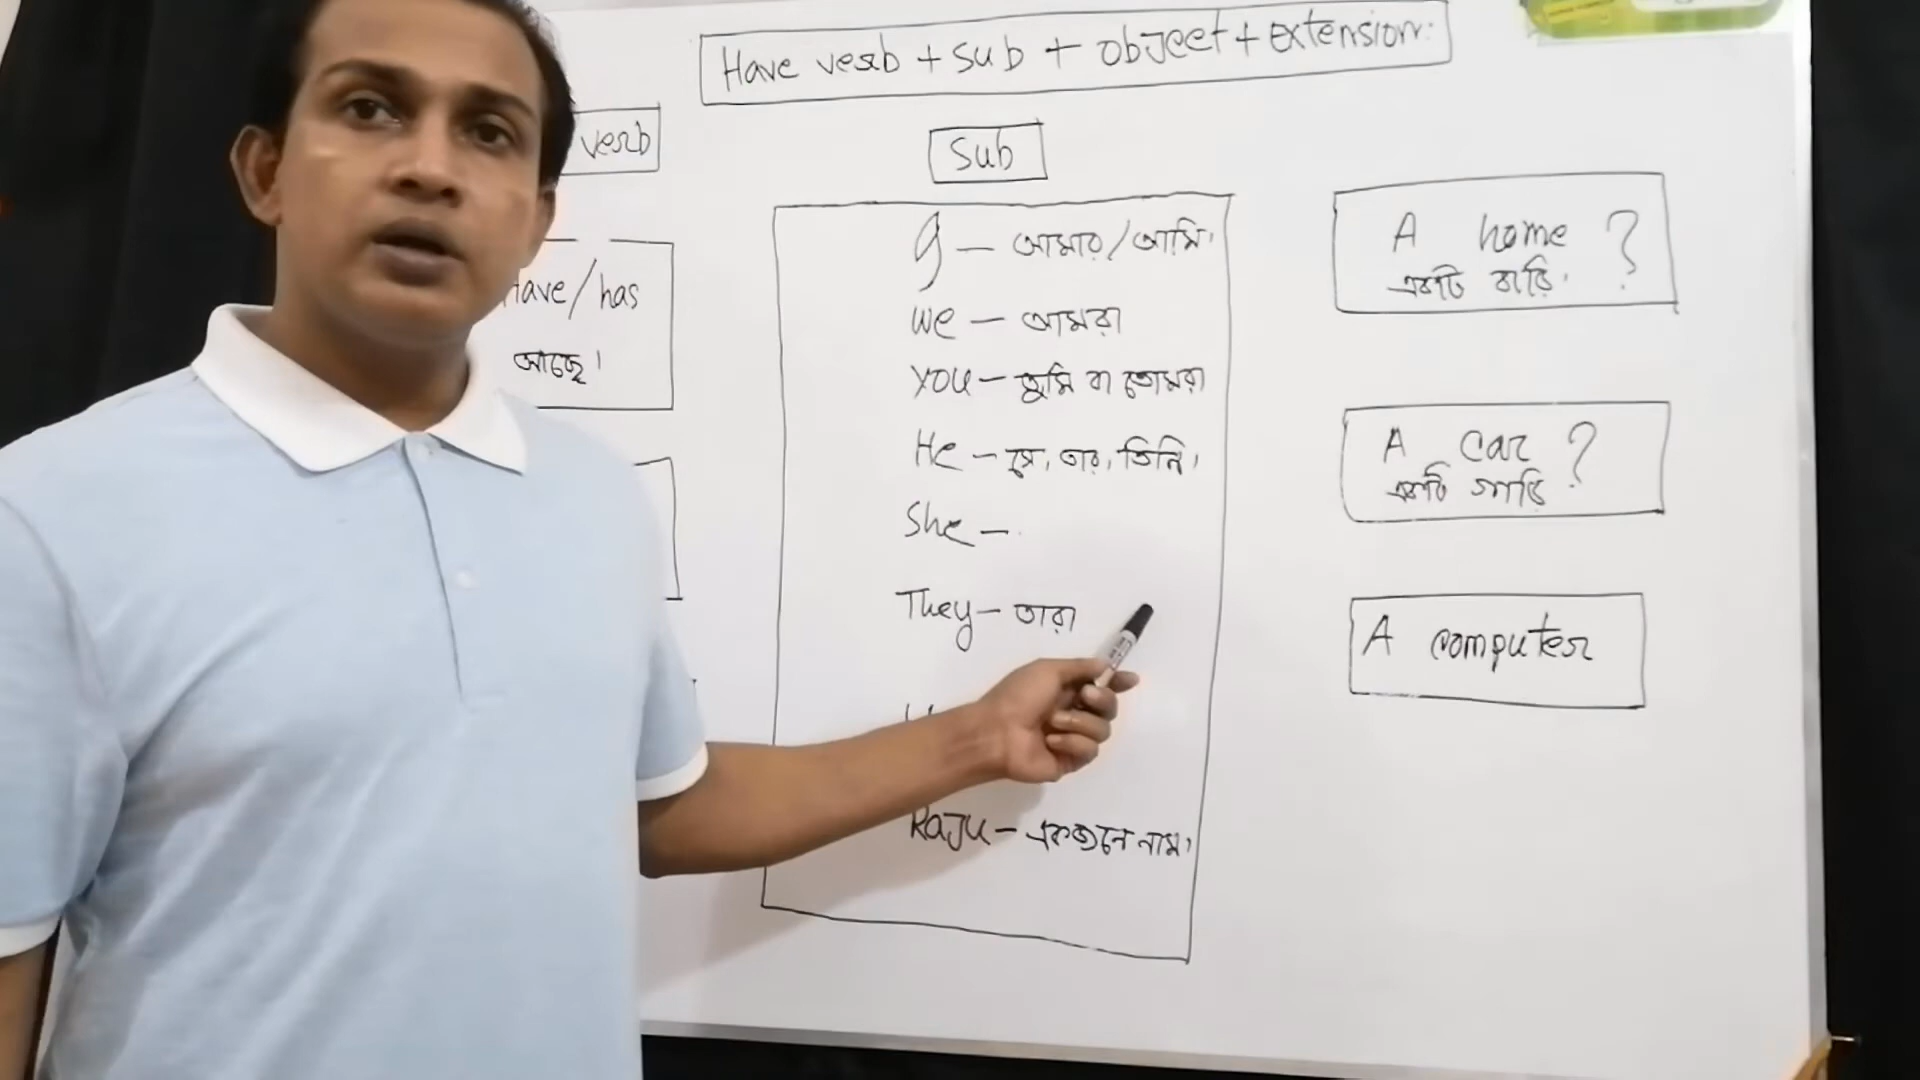 Have verb + sub + object + extension:
verb
Sub
Have/has
আছে।
I — আমার/আমি।
We — আমরা
You — তুমি বা তোমরা
He — সে, তার, তিনি।
She —
They — তারা
Raju — একজনে নাম।
A home ?
একটি বাড়ি।
A car ?
একটি গাড়ি
A computer